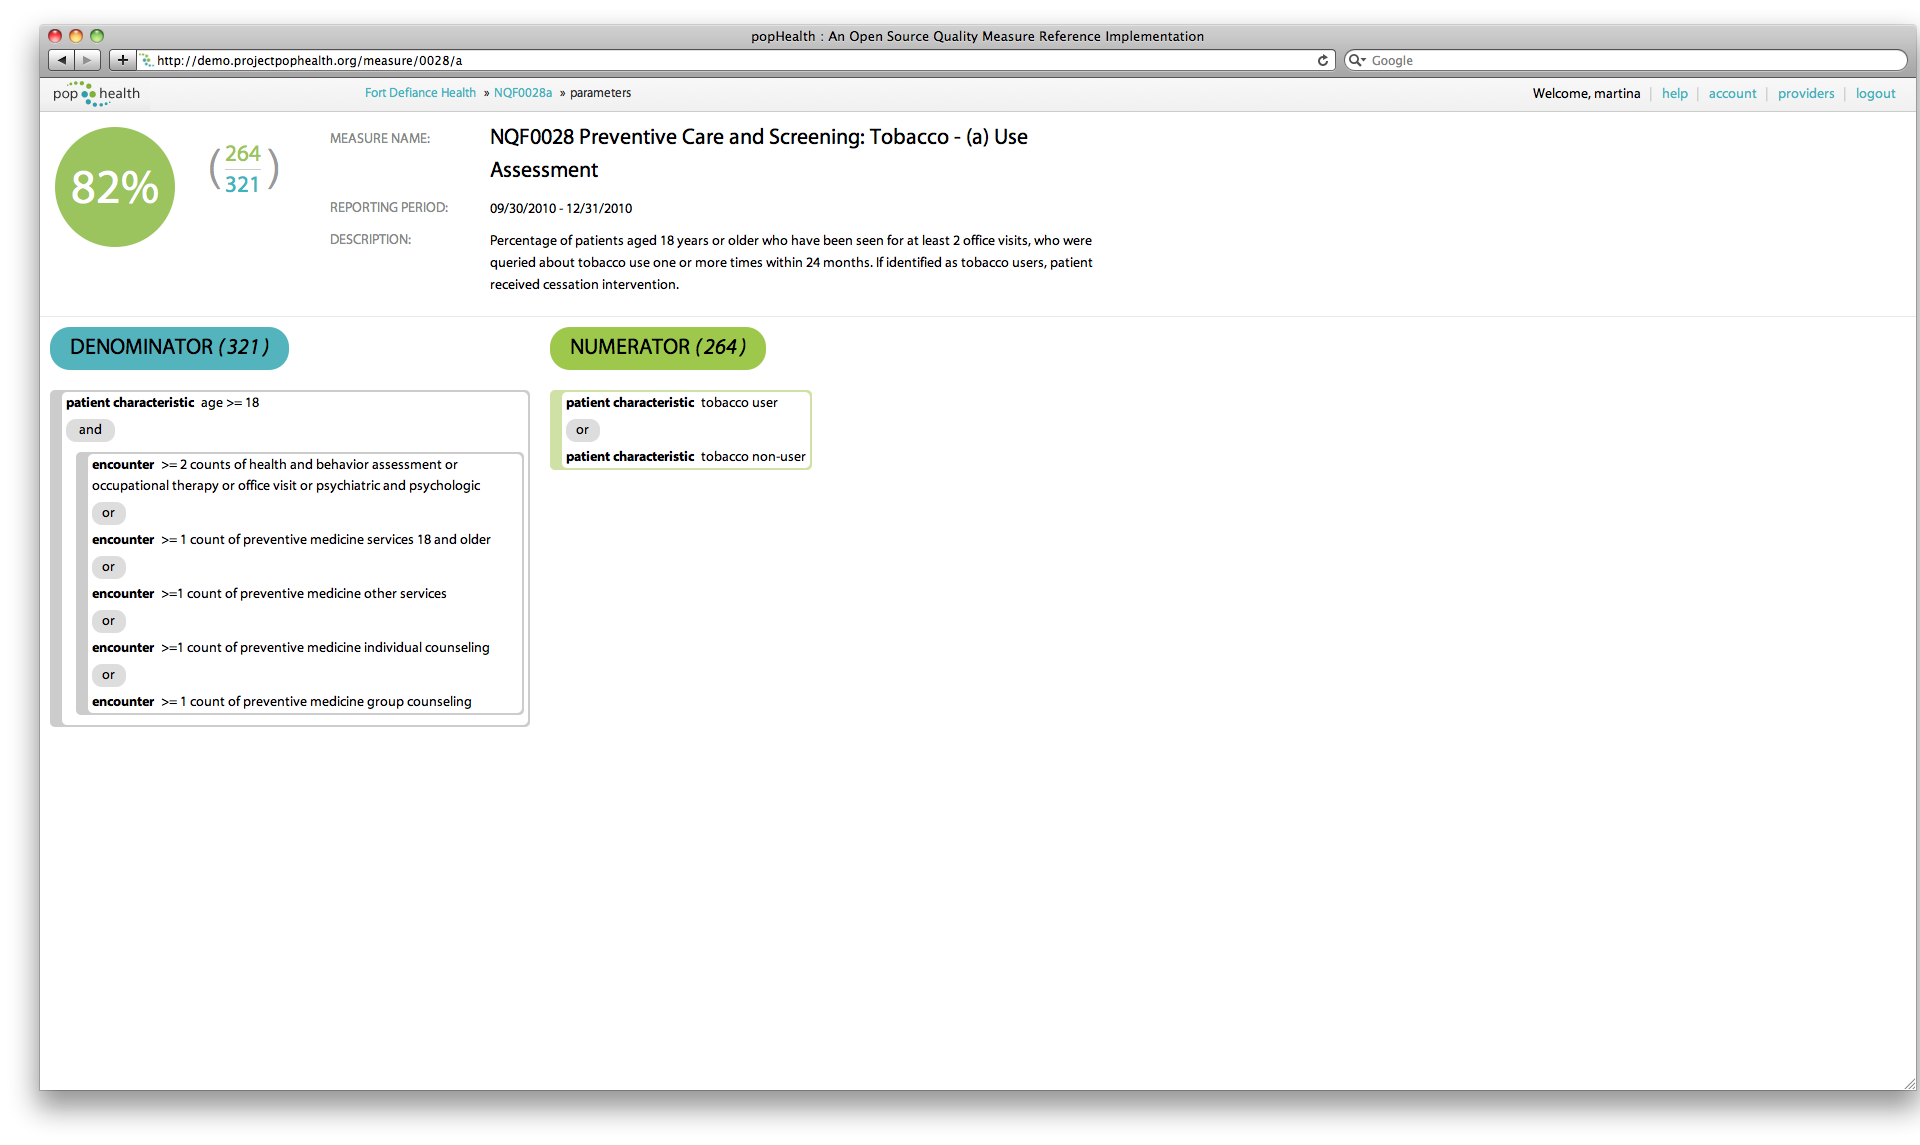 popHealth : An Open Source Quality Measure Reference Implementation
http://demo.projectpophealth.org/measure/0028/a
Google
pop health
Fort Defiance Health » NQF0028a » parameters
Welcome, martina | help | account | providers | logout
82%
(264/321)
MEASURE NAME:
NQF0028 Preventive Care and Screening: Tobacco - (a) Use
Assessment
REPORTING PERIOD:
09/30/2010 - 12/31/2010
DESCRIPTION:
Percentage of patients aged 18 years or older who have been seen for at least 2 office visits, who were
queried about tobacco use one or more times within 24 months. If identified as tobacco users, patient
received cessation intervention.
DENOMINATOR (321)
patient characteristic age >= 18
and
encounter >= 2 counts of health and behavior assessment or
occupational therapy or office visit or psychiatric and psychologic
or
encounter >= 1 count of preventive medicine services 18 and older
or
encounter >=1 count of preventive medicine other services
or
encounter >=1 count of preventive medicine individual counseling
or
encounter >= 1 count of preventive medicine group counseling
NUMERATOR (264)
patient characteristic tobacco user
or
patient characteristic tobacco non-user